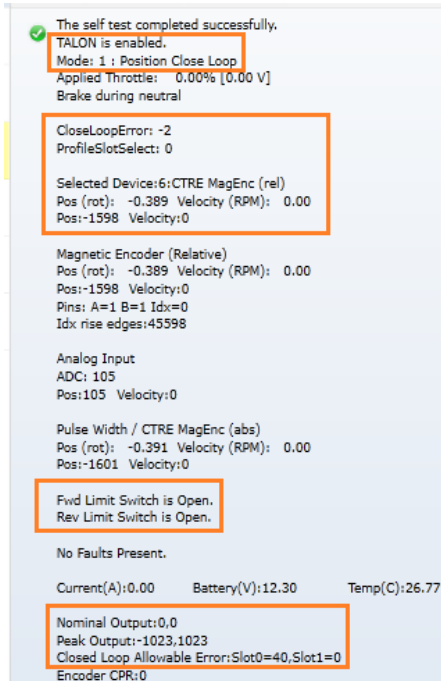 The self test completed successfully.
TALON is enabled.
Mode: 1 : Position Close Loop
Applied Throttle: 0.00% [0.00 V]
Brake during neutral
CloseLoopError: -2
ProfileSlotSelect: 0
Selected Device:6:CTRE MagEnc (rel)
Pos (rot): -0.389 Velocity (RPM): 0.00
Pos:-1598 Velocity:0
Magnetic Encoder (Relative)
Pos (rot): -0.389 Velocity (RPM): 0.00
Pos:-1598 Velocity:0
Pins: A=1 B=1 Idx=0
Idx rise edges:45598
Analog Input
ADC: 105
Pos:105 Velocity:0
Pulse Width / CTRE MagEnc (abs)
Pos (rot): -0.391 Velocity (RPM): 0.00
Pos:-1601 Velocity:0
Fwd Limit Switch is Open.
Rev Limit Switch is Open.
No Faults Present.
Current(A):0.00 Battery(V):12.30 Temp(C):26.77
Nominal Output:0,0
Peak Output:-1023,1023
Closed Loop Allowable Error:Slot0=40,Slot1=0
Encoder CPR:0